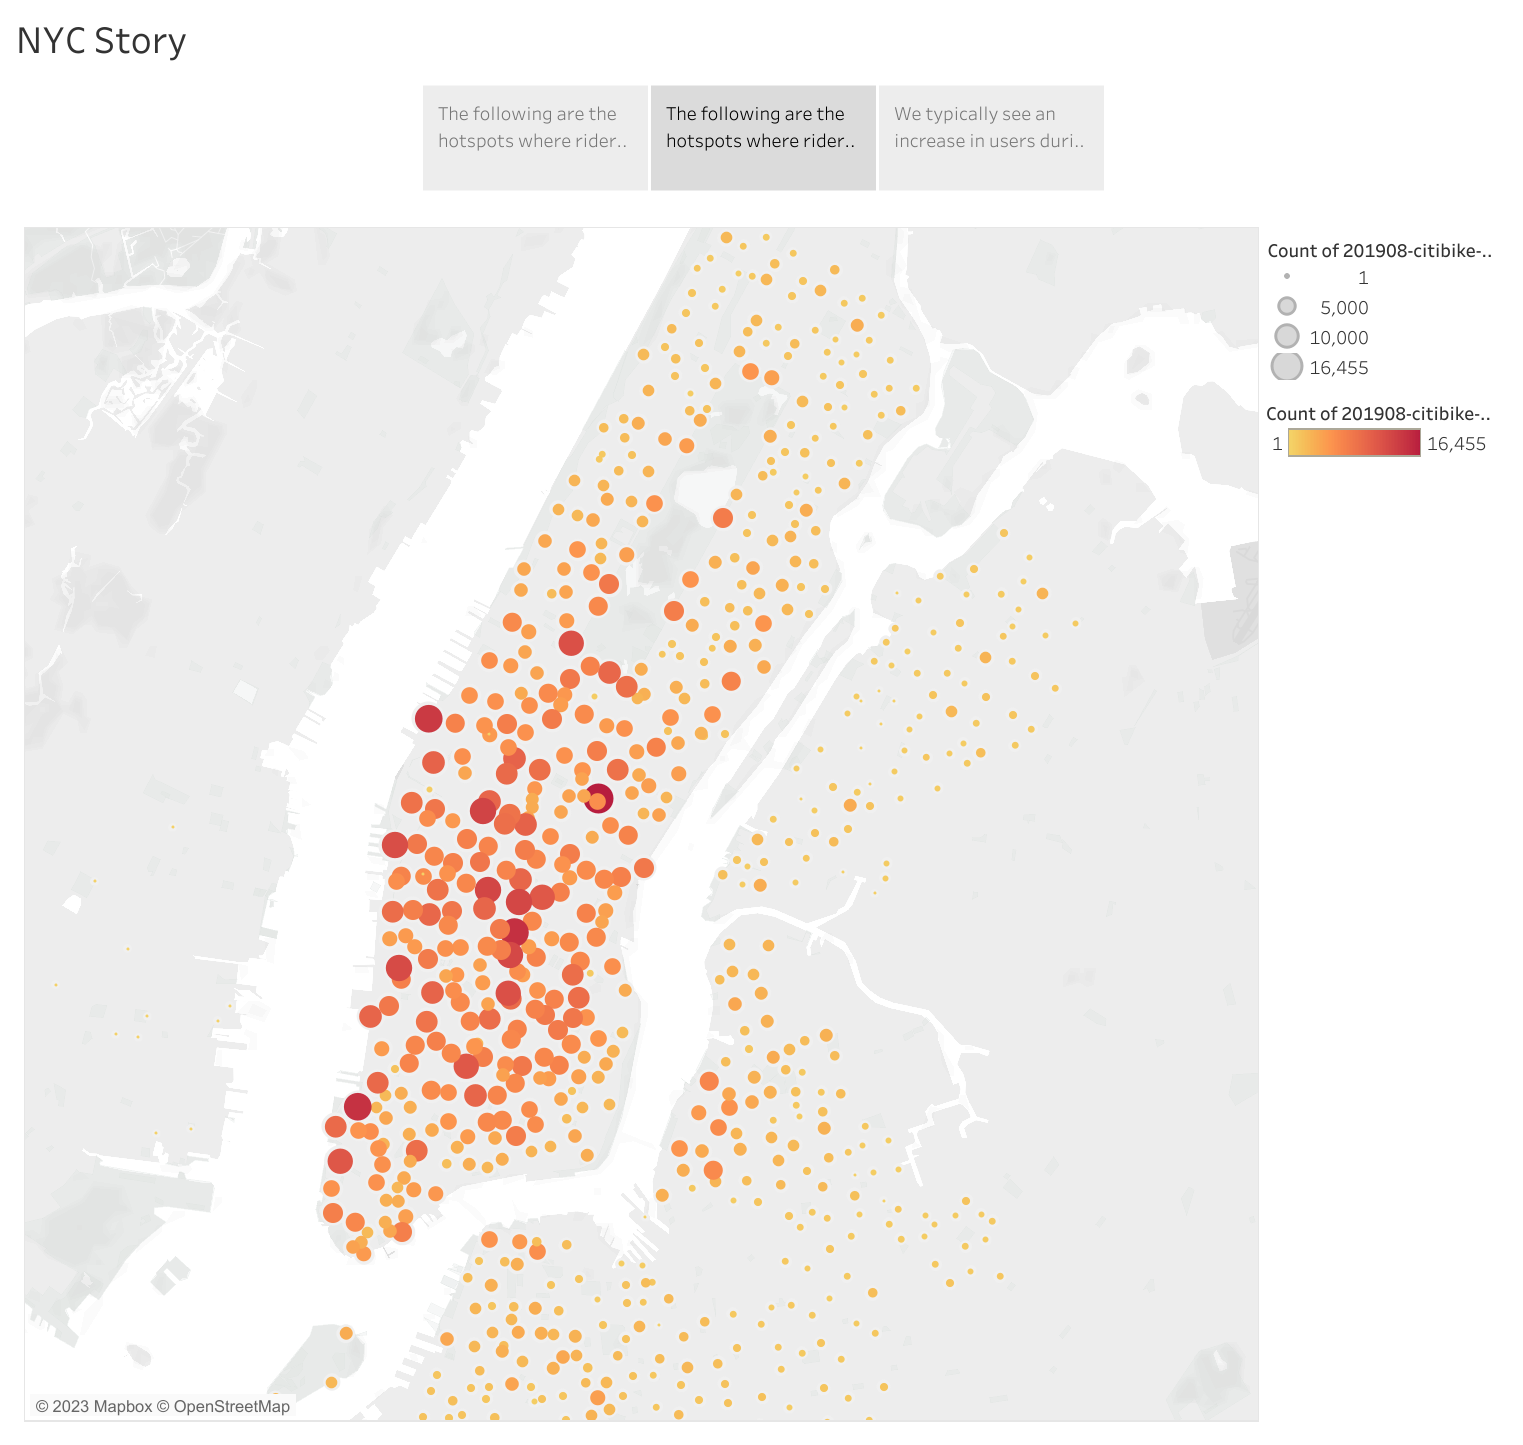 NYC Story
The following are the
hotspots where rider..
The following are the
hotspots where rider..
We typically see an
increase in users duri..
Count of 201908-citibike-..
1
5,000
10,000
16,455
Count of 201908-citibike-..
1 16,455
© 2023 Mapbox © OpenStreetMap